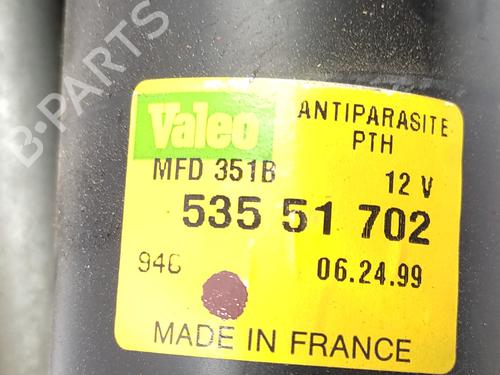 B-PARTS
Valeo
ANTIPARASITE
PTH
MFD 351B
12 V
535 51 702
946
06.24.99
MADE IN FRANCE